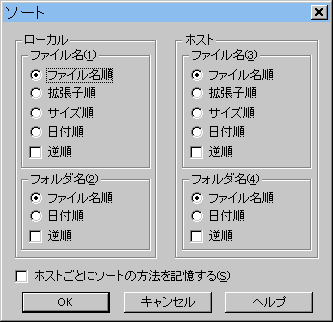 ソート
ローカル
ファイル名(1)
ファイル名順
拡張子順
サイズ順
日付順
逆順
フォルダ名(2)
ファイル名順
日付順
逆順
ホスト
ファイル名(3)
ファイル名順
拡張子順
サイズ順
日付順
逆順
フォルダ名(4)
ファイル名順
日付順
逆順
ホストごとにソートの方法を記憶する(S)
OK
キャンセル
ヘルプ